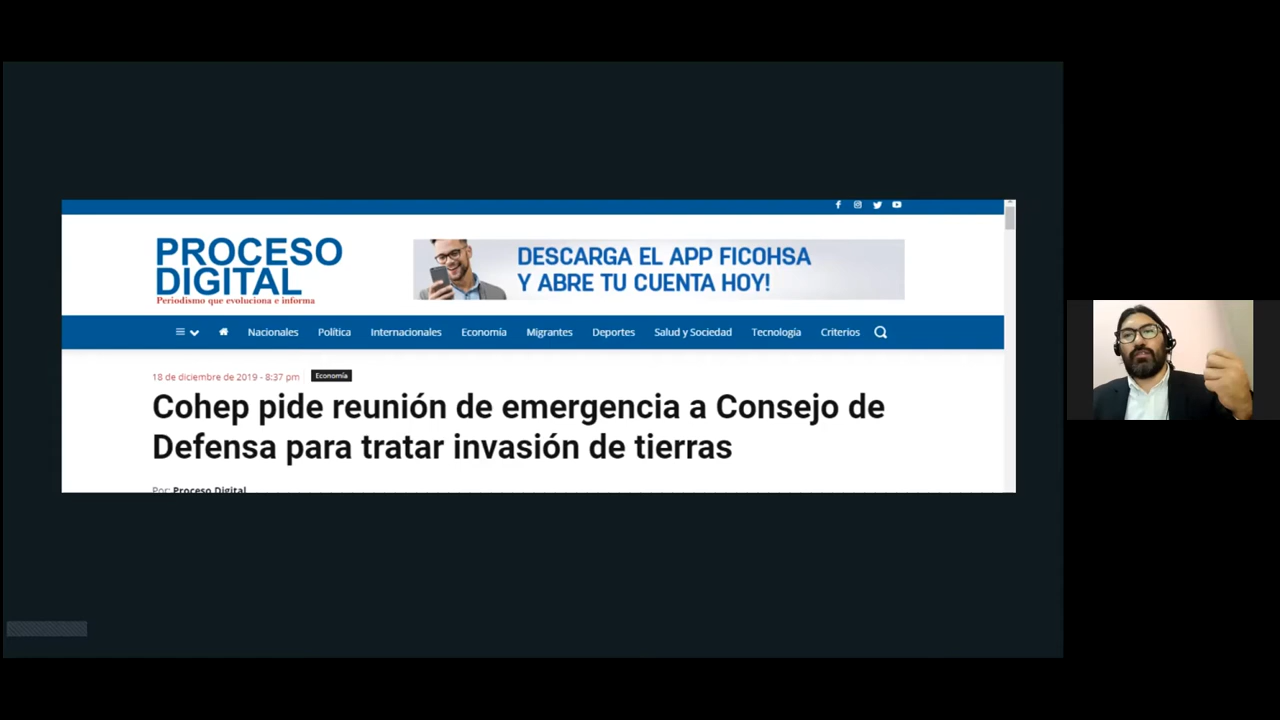 PROCESO
DIGITAL
Periodismo que evoluciona e informa
DESCARGA EL APP FICOHSA
Y ABRE TU CUENTA HOY!
Nacionales Política Internacionales Economía Migrantes Deportes Salud y Sociedad Tecnología Criterios
18 de diciembre de 2019 - 8:37 pm Economía
Cohep pide reunión de emergencia a Consejo de
Defensa para tratar invasión de tierras
Por: Proceso Digital